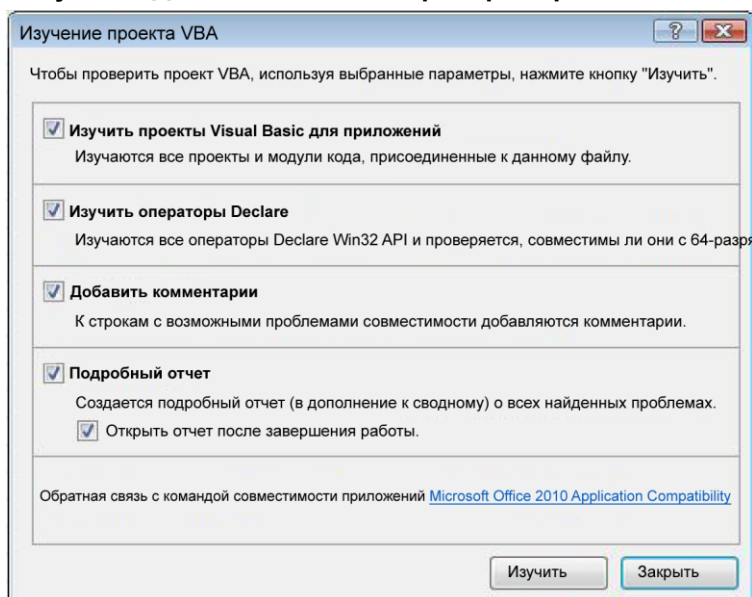 Изучение проекта VBA
Чтобы проверить проект VBA, используя выбранные параметры, нажмите кнопку "Изучить".
Изучить проекты Visual Basic для приложений
Изучаются все проекты и модули кода, присоединенные к данному файлу.
Изучить операторы Declare
Изучаются все операторы Declare Win32 API и проверяется, совместимы ли они с 64-разря
Добавить комментарии
К строкам с возможными проблемами совместимости добавляются комментарии.
Подробный отчет
Создается подробный отчет (в дополнение к сводному) о всех найденных проблемах.
Открыть отчет после завершения работы.
Обратная связь с командой совместимости приложений Microsoft Office 2010 Application Compatibility
Изучить Закрыть